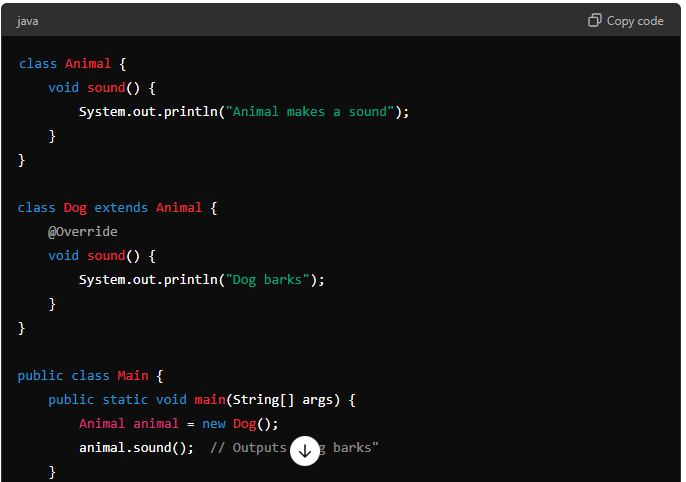 java
Copy code
class Animal {
    void sound() {
        System.out.println("Animal makes a sound");
    }
}
class Dog extends Animal {
    @Override
    void sound() {
        System.out.println("Dog barks");
    }
}
public class Main {
    public static void main(String[] args) {
        Animal animal = new Dog();
        animal.sound();  // Outputs barks"
    }